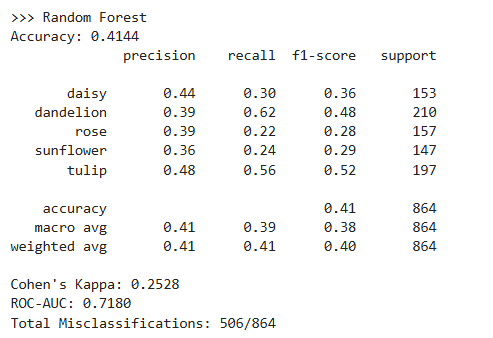 >>> Random Forest
Accuracy: 0.4144
precision recall f1-score support
daisy 0.44 0.30 0.36 153
dandelion 0.39 0.62 0.48 210
rose 0.39 0.22 0.28 157
sunflower 0.36 0.24 0.29 147
tulip 0.48 0.56 0.52 197
accuracy 0.41 864
macro avg 0.41 0.39 0.38 864
weighted avg 0.41 0.41 0.40 864
Cohen's Kappa: 0.2528
ROC-AUC: 0.7180
Total Misclassifications: 506/864